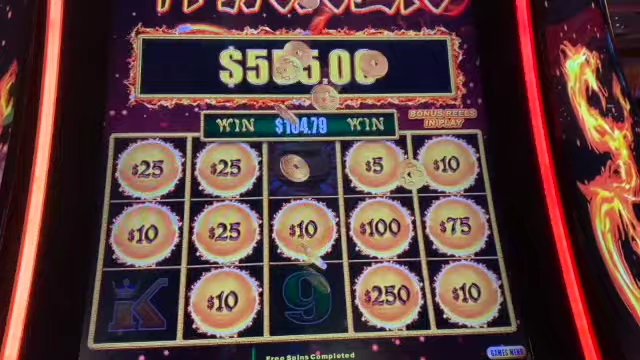 $555.00
WIN $104.79 WIN
BONUS REELS
IN PLAY
$25 $25 $5 $10
$10 $25 $10 $100 $75
K $10 9 $250 $10
Free Spins Completed